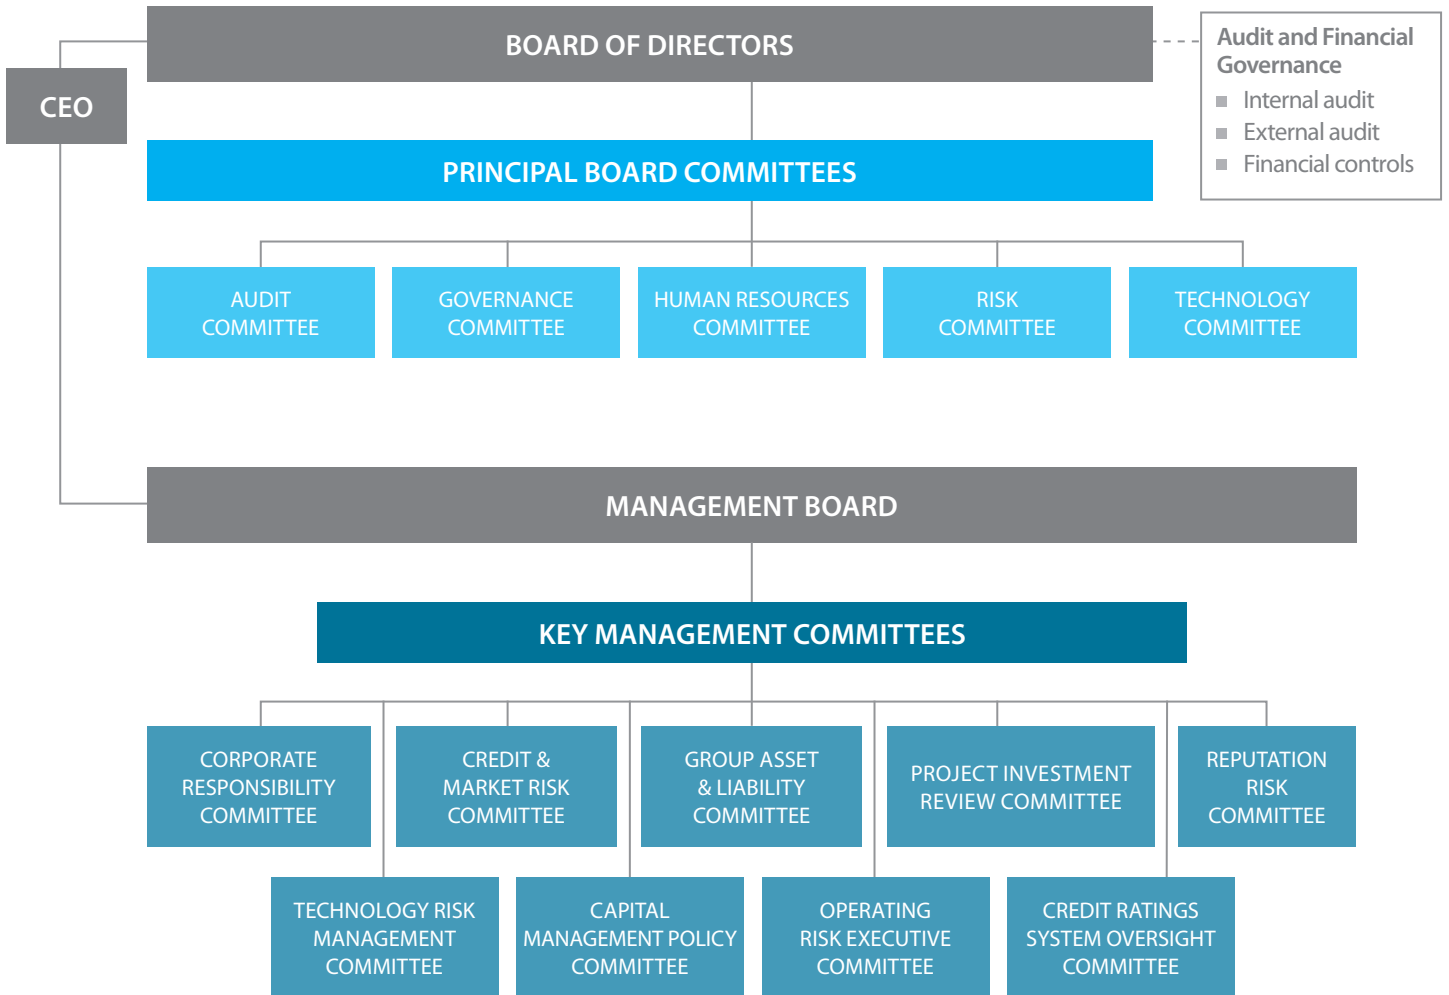 BOARD OF DIRECTORS
Audit and Financial
Governance
Internal audit
External audit
Financial controls
CEO
PRINCIPAL BOARD COMMITTEES
AUDIT
COMMITTEE
GOVERNANCE
COMMITTEE
HUMAN RESOURCES
COMMITTEE
RISK
COMMITTEE
TECHNOLOGY
COMMITTEE
MANAGEMENT BOARD
KEY MANAGEMENT COMMITTEES
CORPORATE
RESPONSIBILITY
COMMITTEE
CREDIT &
MARKET RISK
COMMITTEE
GROUP ASSET
& LIABILITY
COMMITTEE
PROJECT INVESTMENT
REVIEW COMMITTEE
REPUTATION
RISK
COMMITTEE
TECHNOLOGY RISK
MANAGEMENT
COMMITTEE
CAPITAL
MANAGEMENT POLICY
COMMITTEE
OPERATING
RISK EXECUTIVE
COMMITTEE
CREDIT RATINGS
SYSTEM OVERSIGHT
COMMITTEE